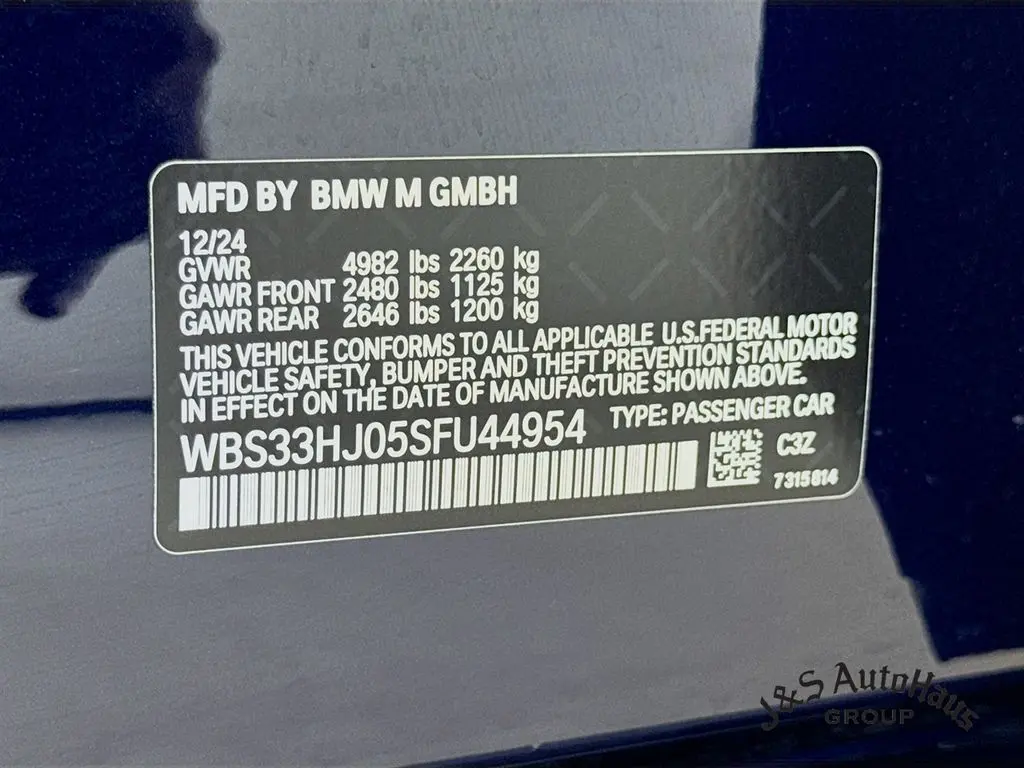 MFD BY BMW M GMBH
12/24
GVWR 4982 lbs 2260 kg
GAWR FRONT 2480 lbs 1125 kg
GAWR REAR 2646 lbs 1200 kg
THIS VEHICLE CONFORMS TO ALL APPLICABLE U.S.FEDERAL MOTOR
VEHICLE SAFETY, BUMPER AND THEFT PREVENTION STANDARDS
IN EFFECT ON THE DATE OF MANUFACTURE SHOWN ABOVE.
WBS33HJ05SFU44954 TYPE: PASSENGER CAR
C3Z
7315814
J&S AutoHaus
GROUP